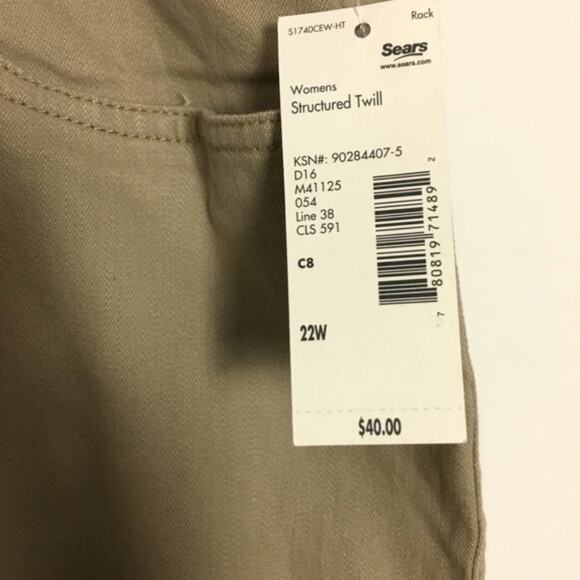 51740CEW-HT Rack
Sears
www.sears.com
Womens
Structured Twill
KSN#: 90284407-5
D16
M41125
054
Line 38
CLS 591
C8
7 80819 71489 2
22W
$40.00